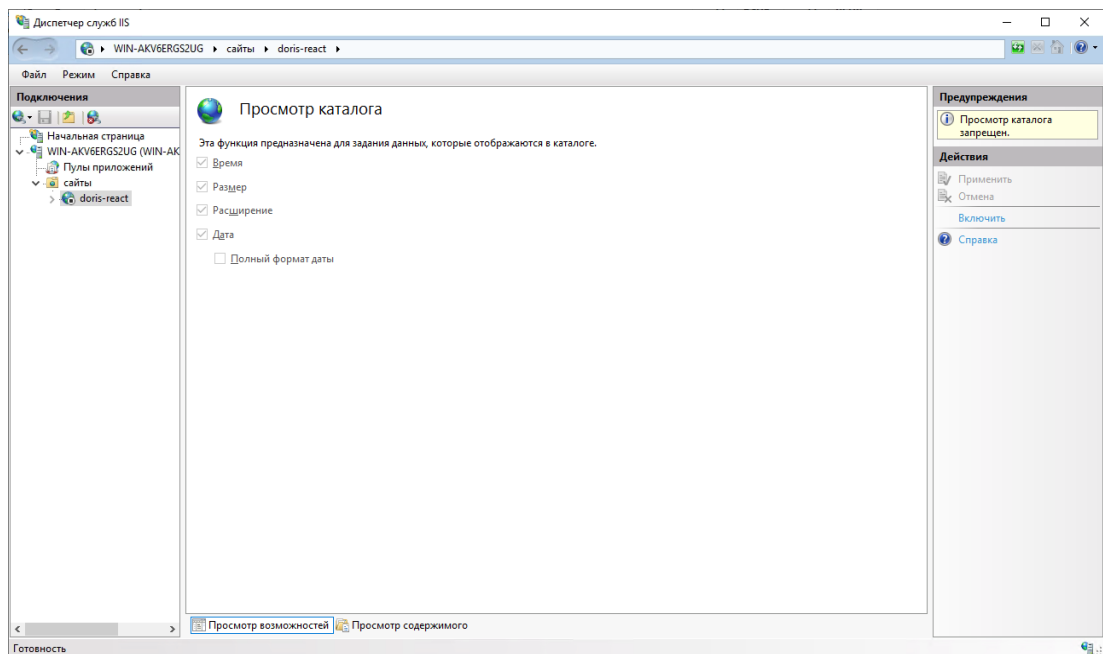 Диспетчер служб IIS
WIN-AKV6ERGS2UG сайты doris-react
Файл Режим Справка
Подключения
Начальная страница
WIN-AKV6ERGS2UG (WIN-AK
Пулы приложений
сайты
doris-react
Просмотр каталога
Эта функция предназначена для задания данных, которые отображаются в каталоге.
Время
Размер
Расширение
Дата
Полный формат даты
Просмотр возможностей Просмотр содержимого
Предупреждения
Просмотр каталога
запрещен.
Действия
Применить
Отмена
Включить
Справка
Готовность